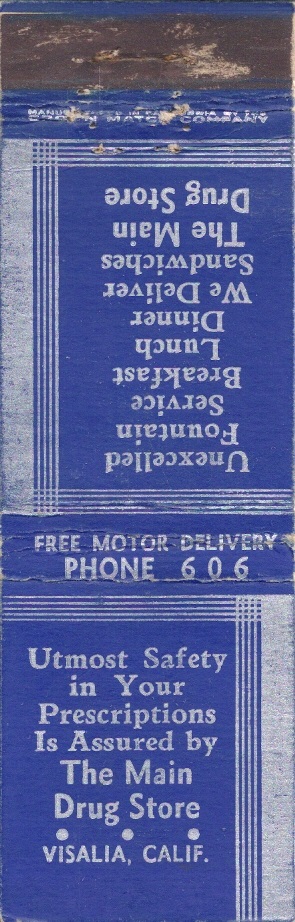 Unexcelled
Fountain
Service
Breakfast
Lunch
Dinner
We Deliver
Sandwiches
The Main
Drug Store
FREE MOTOR DELIVERY
PHONE 606
Utmost Safety
in Your
Prescriptions
Is Assured by
The Main
Drug Store
VISALIA, CALIF.